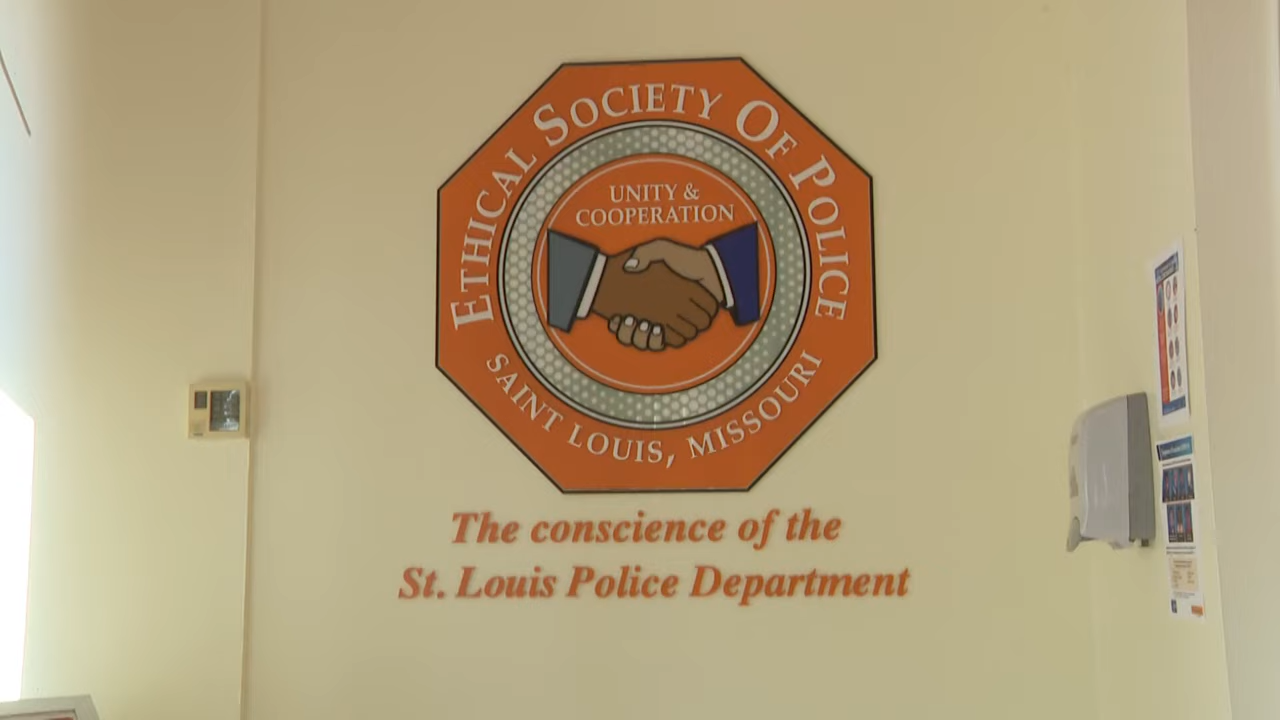 ETHICAL SOCIETY OF POLICE
UNITY &
COOPERATION
SAINT LOUIS, MISSOURI
The conscience of the
St. Louis Police Department